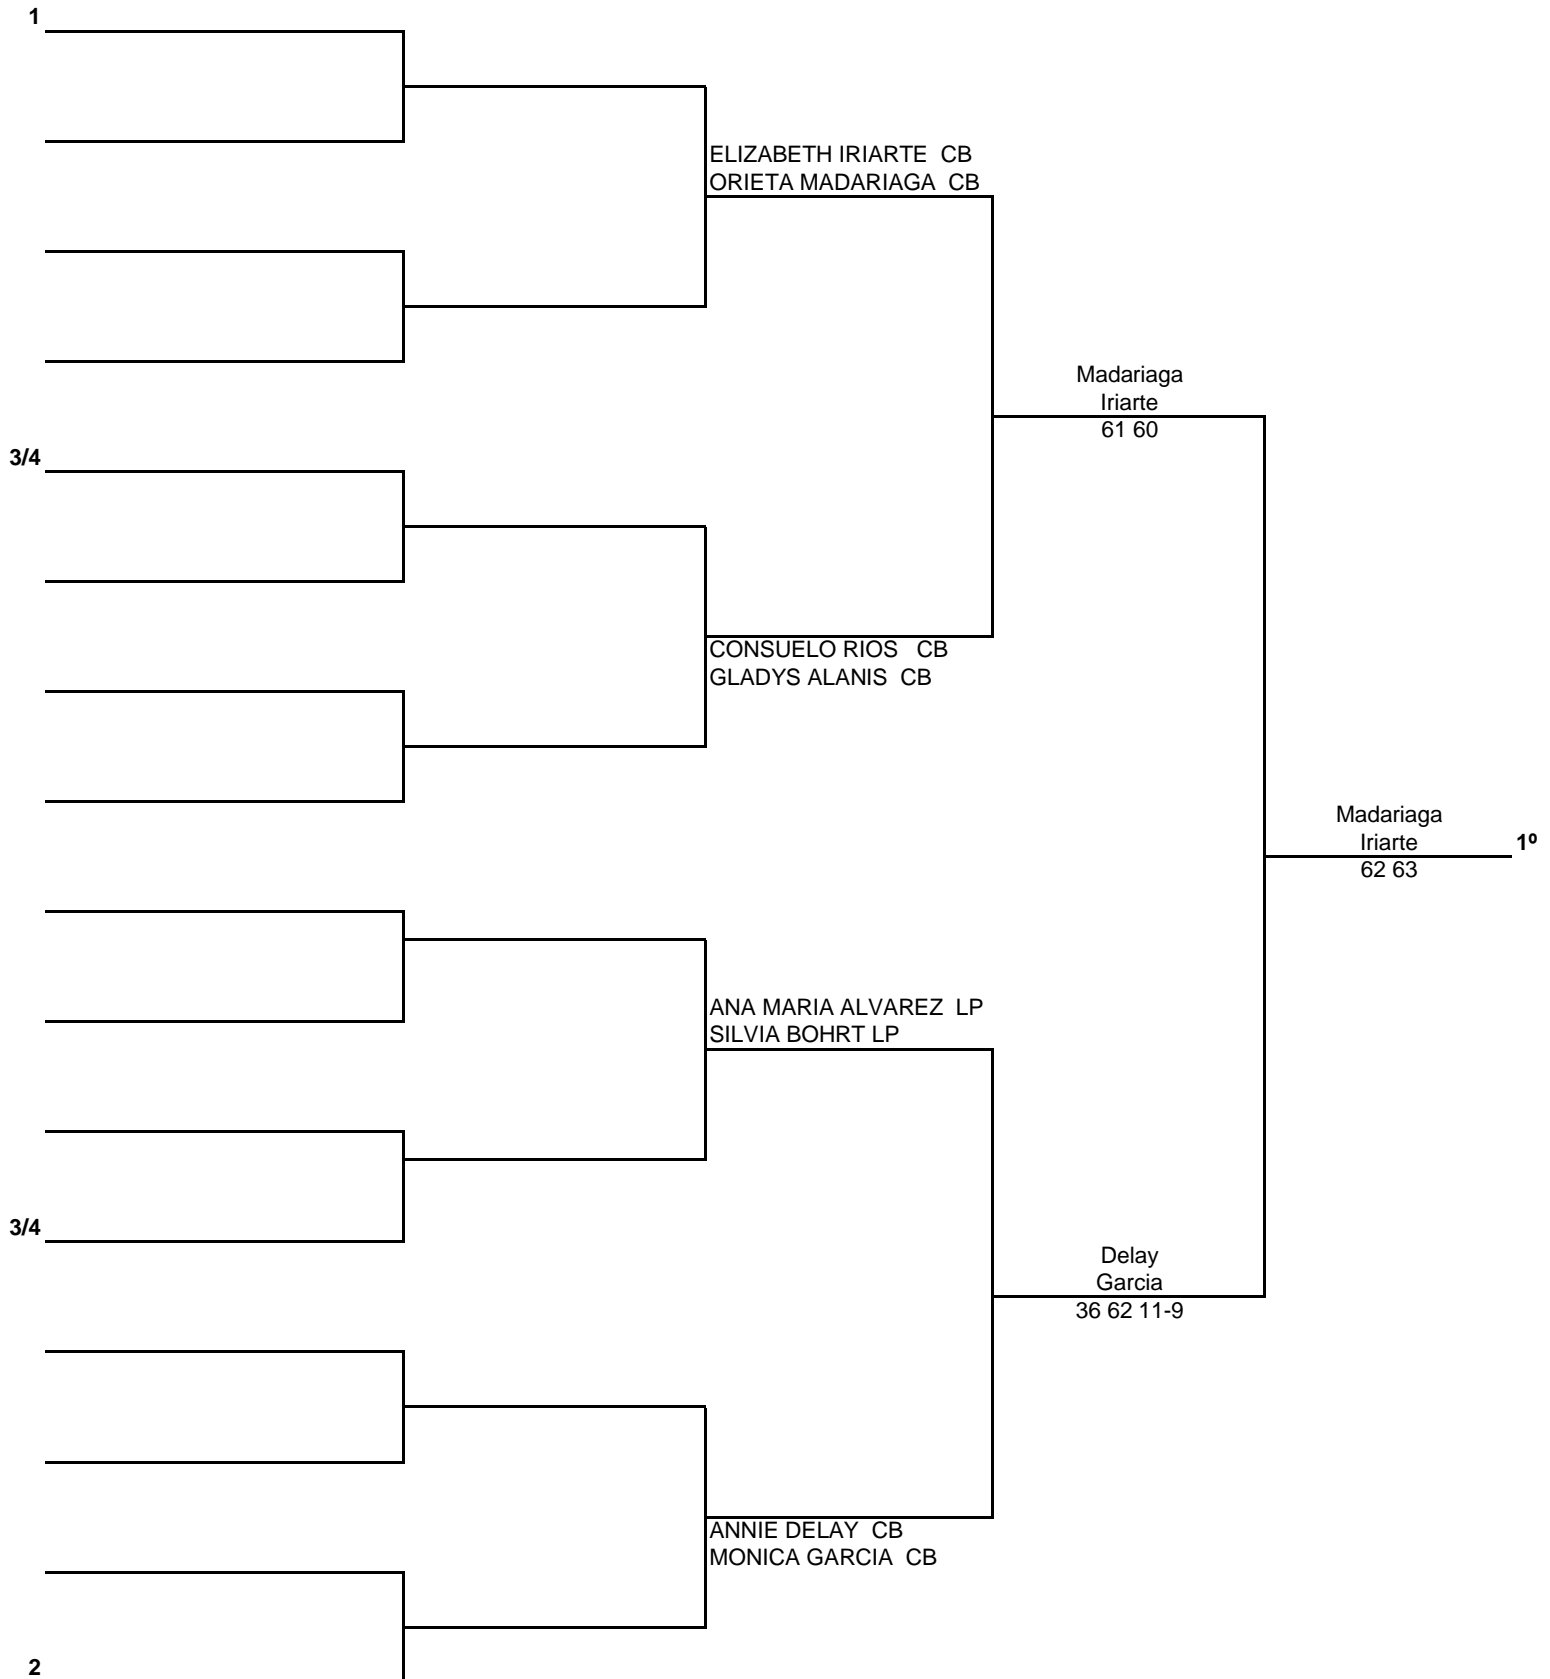 1
ELIZABETH IRIARTE  CB
ORIETA MADARIAGA  CB
Madariaga
Iriarte
61 60
3/4
CONSUELO RIOS   CB
GLADYS ALANIS  CB
Madariaga
Iriarte
1º
62 63
ANA MARIA ALVAREZ  LP
SILVIA BOHRT LP
3/4
Delay
Garcia
36 62 11-9
ANNIE DELAY  CB
MONICA GARCIA  CB
2